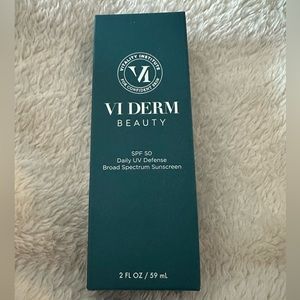 VITALITY INSTITUTE
VI
FOR CONFIDENT SKIN
VI DERM
BEAUTY
SPF 50
Daily UV Defense
Broad Spectrum Sunscreen
2 FL OZ / 59 mL